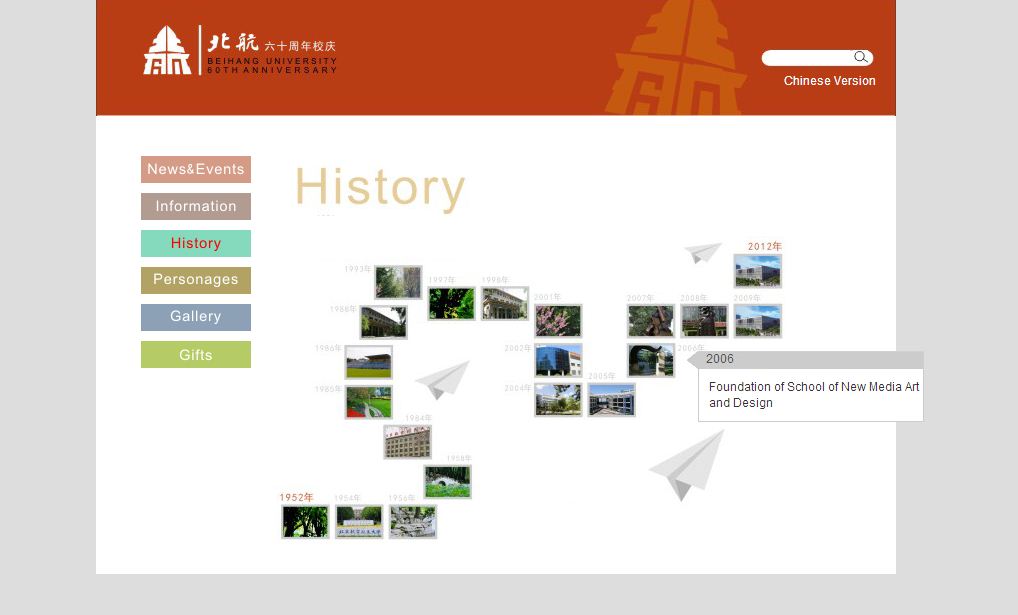 北航 六十周年校庆
BEIHANG UNIVERSITY
60TH ANNIVERSARY
Chinese Version
News&Events
Information
History
Personages
Gallery
Gifts
History
2012年
1993年
1997年
1998年
2001年
2007年
2008年
2009年
1988年
1986年
2002年
2006年
2006
Foundation of School of New Media Art
and Design
2005年
1985年
2004年
1984年
1958年
1952年
1954年
1956年